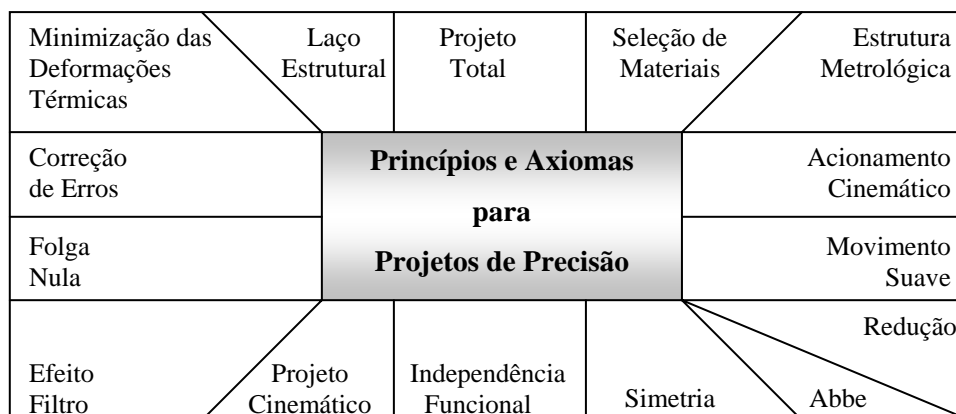 Minimização das
Deformações
Térmicas
Laço
Estrutural
Projeto
Total
Seleção de
Materiais
Estrutura
Metrológica
Correção
de Erros
Princípios e Axiomas
para
Projetos de Precisão
Acionamento
Cinemático
Folga
Nula
Movimento
Suave
Efeito
Filtro
Projeto
Cinemático
Independência
Funcional
Simetria
Abbe
Redução